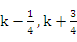 k − 1/4, k + 3/4